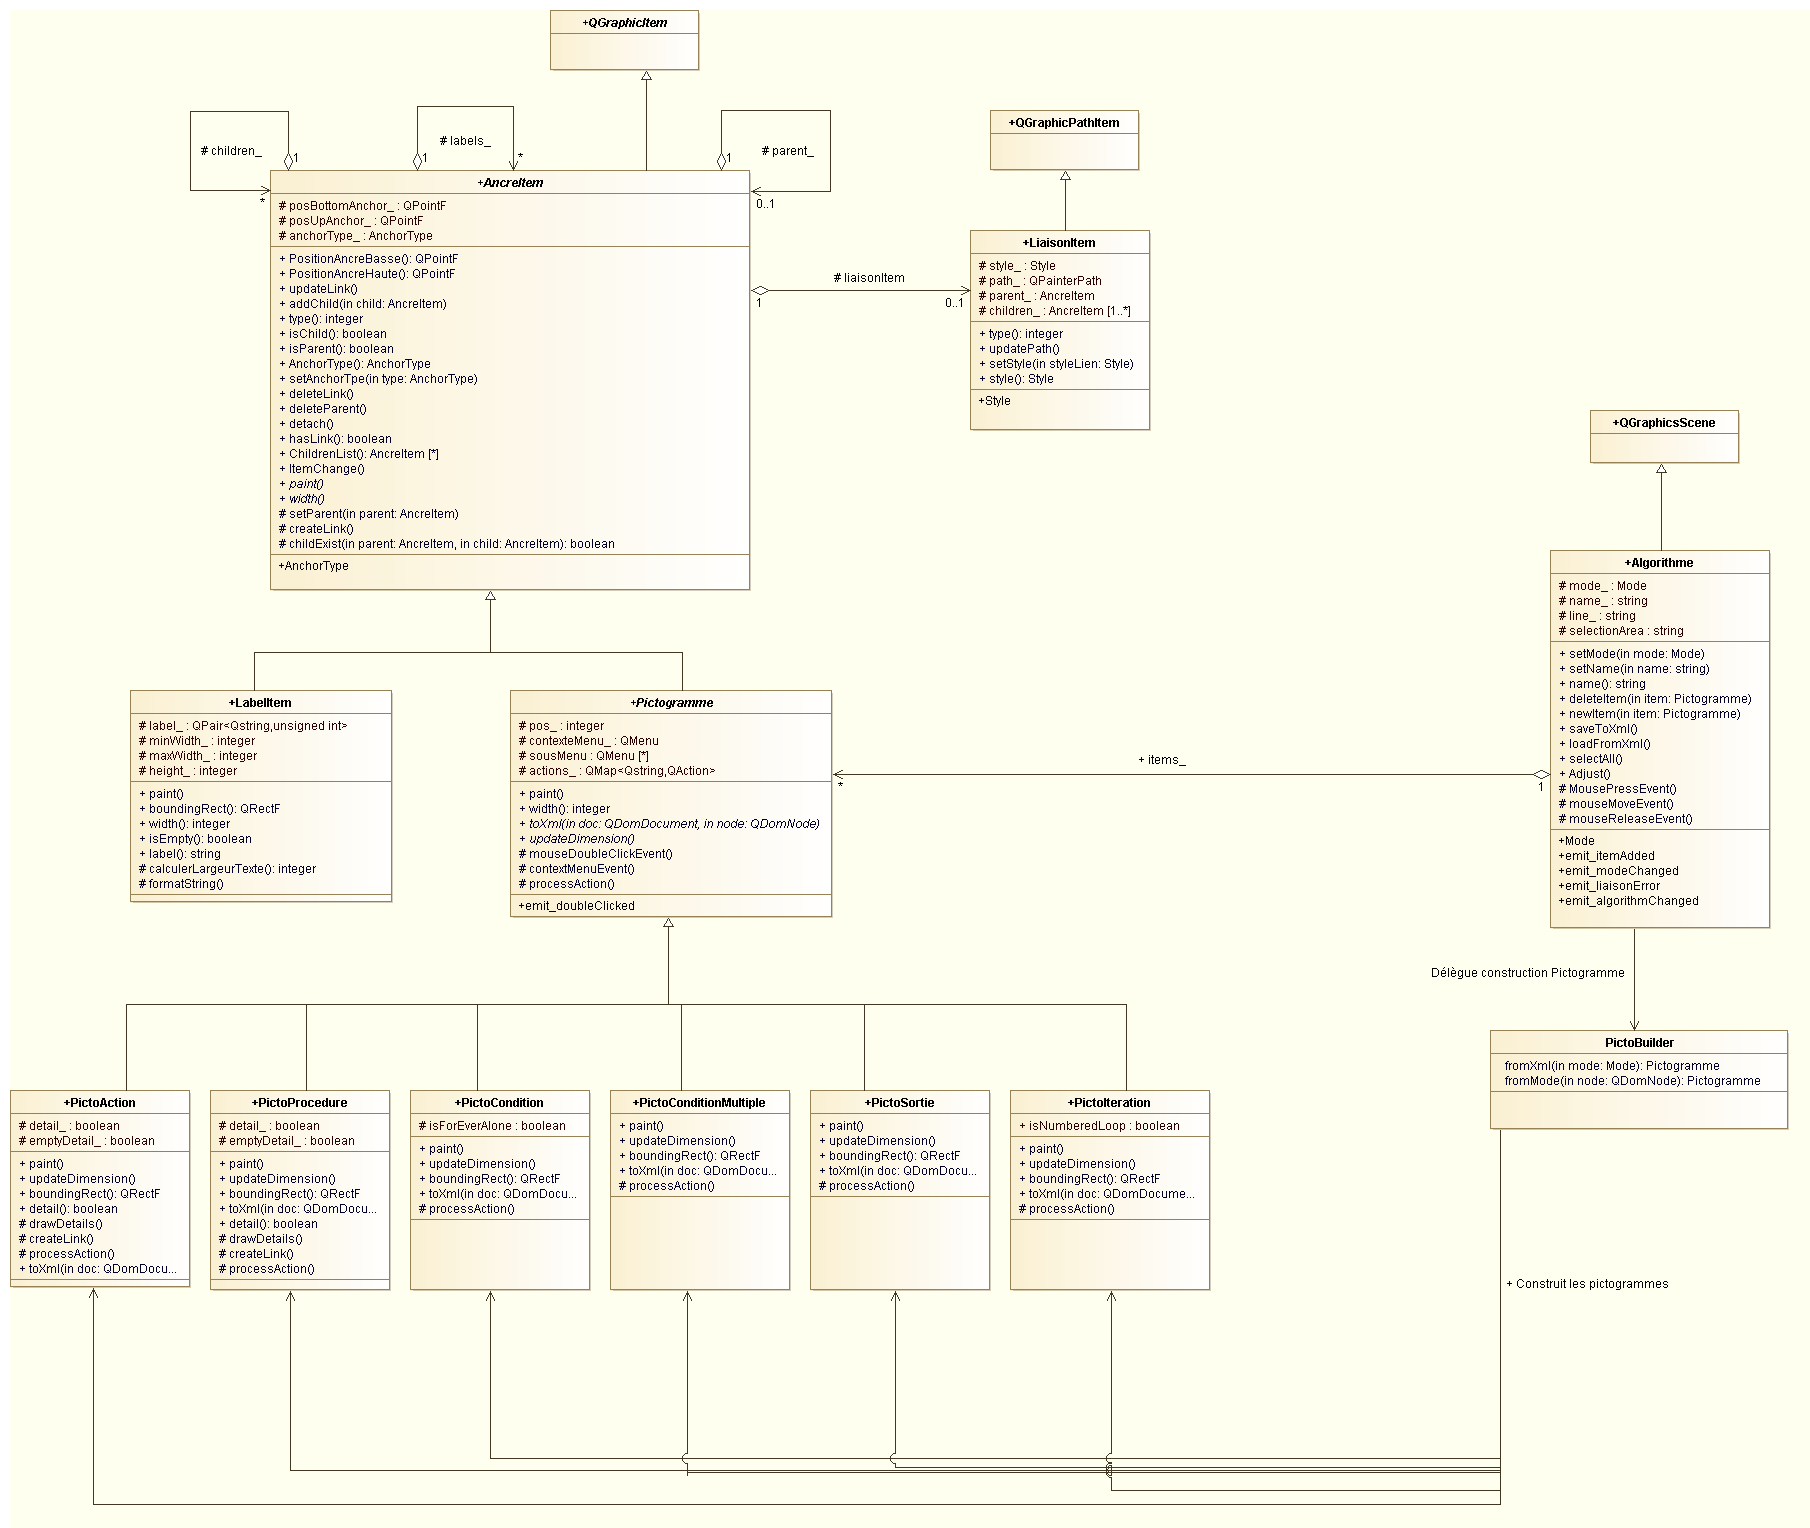 +QGraphicItem
# children_
1
# labels_
1
*
1
# parent_
*
0..1
+AncreItem
# posBottomAnchor_ : QPointF
# posUpAnchor_ : QPointF
# anchorType_ : AnchorType
+ PositionAncreBasse(): QPointF
+ PositionAncreHaute(): QPointF
+ updateLink()
+ addChild(in child: AncreItem)
+ type(): integer
+ isChild(): boolean
+ isParent(): boolean
+ AnchorType(): AnchorType
+ setAnchorTpe(in type: AnchorType)
+ deleteLink()
+ deleteParent()
+ detach()
+ hasLink(): boolean
+ ChildrenList(): AncreItem [*]
+ ItemChange()
+ paint()
+ width()
# setParent(in parent: AncreItem)
# createLink()
# childExist(in parent: AncreItem, in child: AncreItem): boolean
+AnchorType
# liaisonItem
1
0..1
+QGraphicPathItem
+LiaisonItem
# style_ : Style
# path_ : QPainterPath
# parent_ : AncreItem
# children_ : AncreItem [1..*]
+ type(): integer
+ updatePath()
+ setStyle(in styleLien: Style)
+ style(): Style
+Style
+QGraphicsScene
+Algorithme
# mode_ : Mode
# name_ : string
# line_ : string
# selectionArea : string
+ setMode(in mode: Mode)
+ setName(in name: string)
+ name(): string
+ deleteItem(in item: Pictogramme)
+ newItem(in item: Pictogramme)
+ saveToXml()
+ loadFromXml()
+ selectAll()
+ Adjust()
# MousePressEvent()
# mouseMoveEvent()
# mouseReleaseEvent()
+Mode
+emit_itemAdded
+emit_modeChanged
+emit_liaisonError
+emit_algorithmChanged
+LabelItem
# label_ : QPair<Qstring,unsigned int>
# minWidth_ : integer
# maxWidth_ : integer
# height_ : integer
+ paint()
+ boundingRect(): QRectF
+ width(): integer
+ isEmpty(): boolean
+ label(): string
# calculerLargeurTexte(): integer
# formatString()
+Pictogramme
# pos_ : integer
# contexteMenu_ : QMenu
# sousMenu : QMenu [*]
# actions_ : QMap<Qstring,QAction>
+ paint()
+ width(): integer
+ toXml(in doc: QDomDocument, in node: QDomNode)
+ updateDimension()
# mouseDoubleClickEvent()
# contextMenuEvent()
# processAction()
+emit_doubleClicked
+ items_
*
1
Délègue construction Pictogramme
PictoBuilder
fromXml(in mode: Mode): Pictogramme
fromMode(in node: QDomNode): Pictogramme
+PictoAction
# detail_ : boolean
# emptyDetail_ : boolean
+ paint()
+ updateDimension()
+ boundingRect(): QRectF
+ detail(): boolean
# drawDetails()
# createLink()
# processAction()
+ toXml(in doc: QDomDocu...
+PictoProcedure
# detail_ : boolean
# emptyDetail_ : boolean
+ paint()
+ updateDimension()
+ boundingRect(): QRectF
+ toXml(in doc: QDomDocu...
+ detail(): boolean
# drawDetails()
# createLink()
# processAction()
+PictoCondition
# isForEverAlone : boolean
+ paint()
+ updateDimension()
+ boundingRect(): QRectF
+ toXml(in doc: QDomDocu...
# processAction()
+PictoConditionMultiple
+ paint()
+ updateDimension()
+ boundingRect(): QRectF
+ toXml(in doc: QDomDocu...
# processAction()
+PictoSortie
+ paint()
+ updateDimension()
+ boundingRect(): QRectF
+ toXml(in doc: QDomDocu...
# processAction()
+PictoIteration
+ isNumberedLoop : boolean
+ paint()
+ updateDimension()
+ boundingRect(): QRectF
+ toXml(in doc: QDomDocume...
# processAction()
+ Construit les pictogrammes